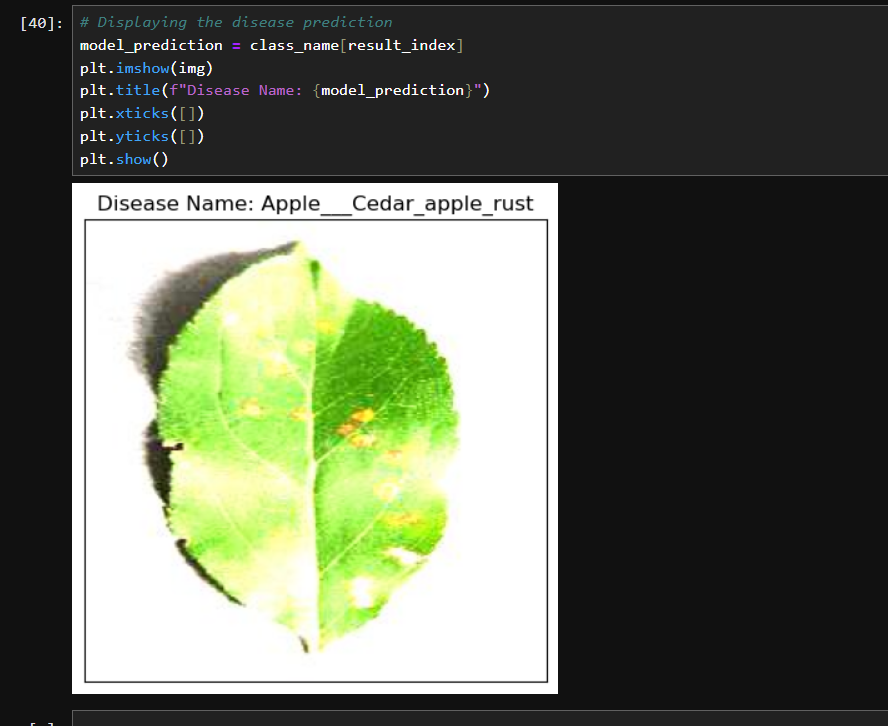 [40]: # Displaying the disease prediction
model_prediction = class_name[result_index]
plt.imshow(img)
plt.title(f"Disease Name: {model_prediction}")
plt.xticks([])
plt.yticks([])
plt.show()
Disease Name: Apple___Cedar_apple_rust